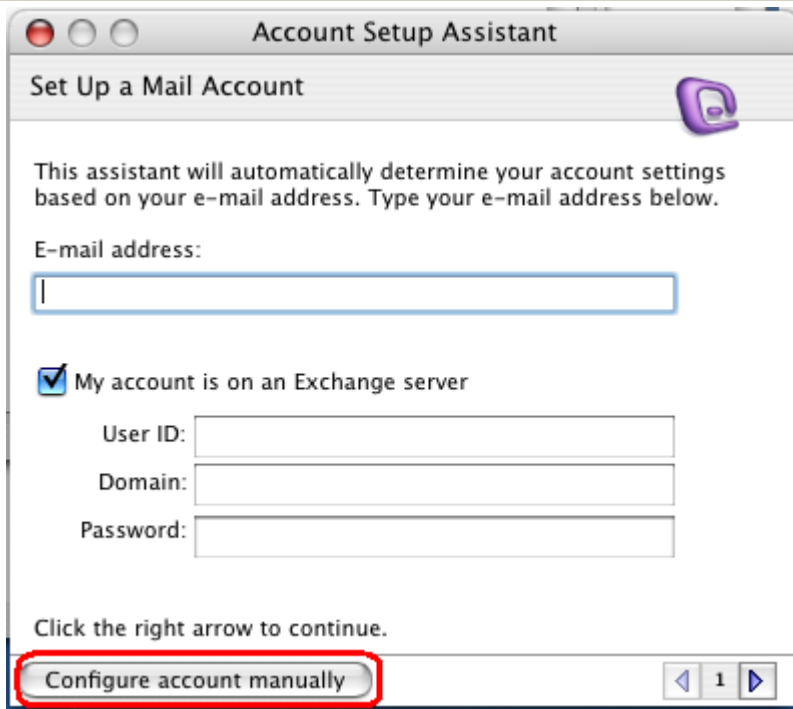 Account Setup Assistant
Set Up a Mail Account
This assistant will automatically determine your account settings
based on your e-mail address. Type your e-mail address below.
E-mail address:
My account is on an Exchange server
User ID:
Domain:
Password:
Click the right arrow to continue.
Configure account manually
1